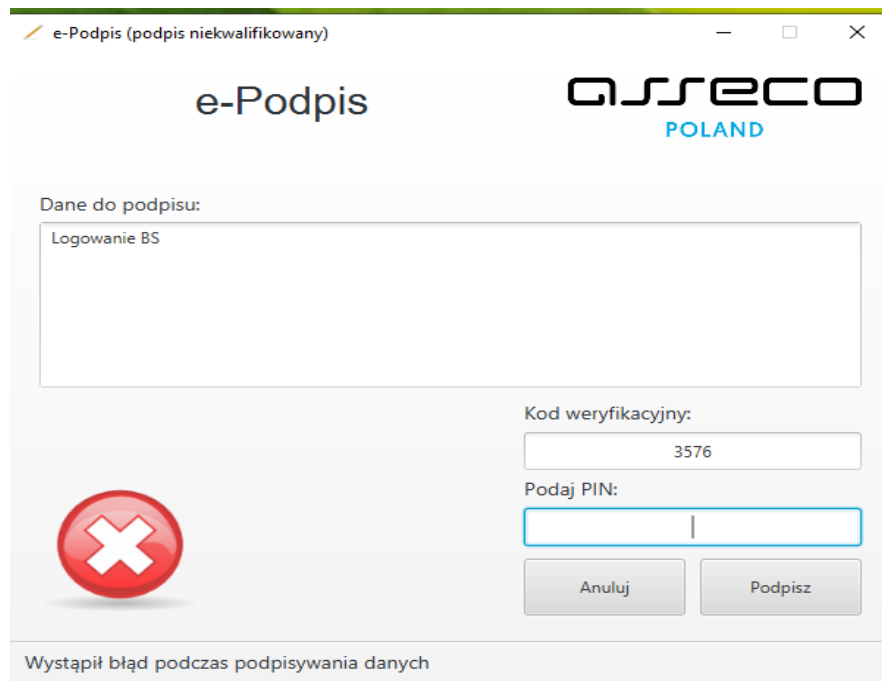 e-Podpis (podpis niekwalifikowany)
e-Podpis
asseco
POLAND
Dane do podpisu:
Logowanie BS
Kod weryfikacyjny:
3576
Podaj PIN:
Anuluj
Podpisz
Wystąpił błąd podczas podpisywania danych